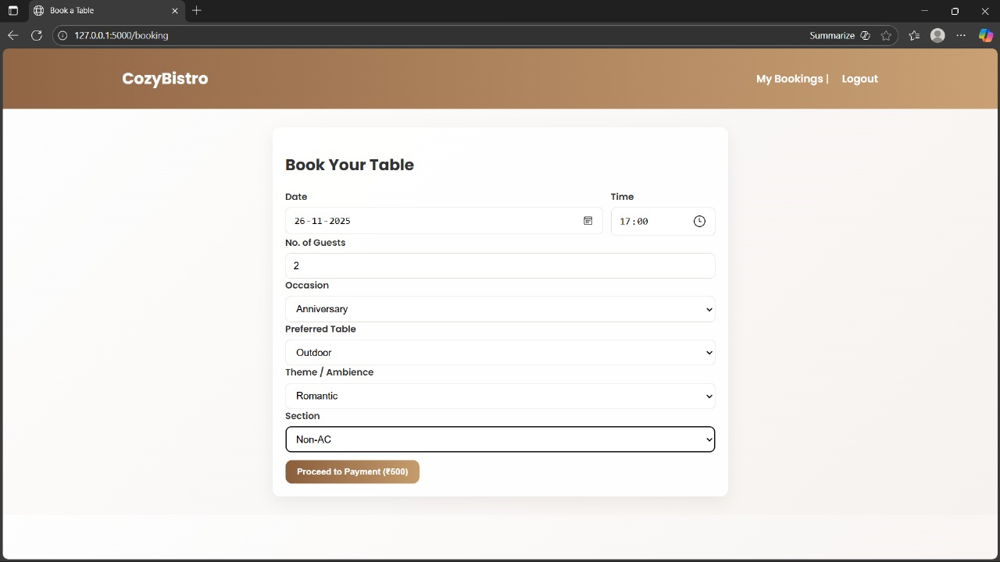 Book a Table
127.0.0.1:5000/booking
Summarize
CozyBistro
My Bookings |
Logout
Book Your Table
Date
Time
26-11-2025
17:00
No. of Guests
2
Occasion
Anniversary
Preferred Table
Outdoor
Theme / Ambience
Romantic
Section
Non-AC
Proceed to Payment (₹500)